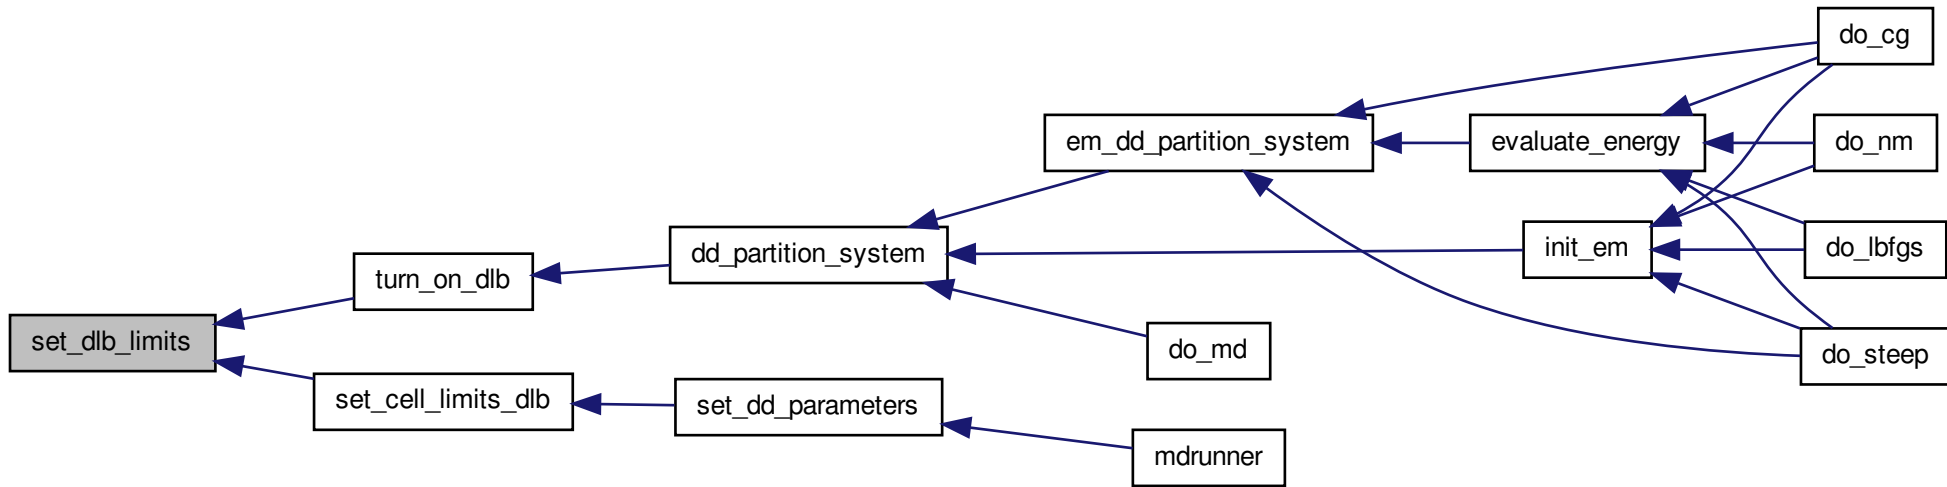 do_cg
em_dd_partition_system
evaluate_energy
do_nm
dd_partition_system
init_em
do_lbfgs
turn_on_dlb
set_dlb_limits
do_md
do_steep
set_cell_limits_dlb
set_dd_parameters
mdrunner